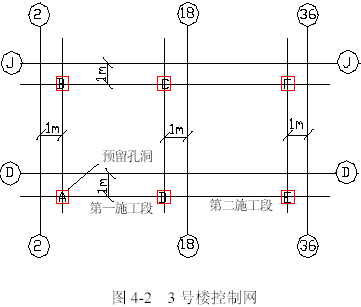 2 18 36
J J
1m
B C F
1m 1m 1m
预留孔洞
D D
1m
A D E
第一施工段 第二施工段
2 18 36
图 4-2 3 号楼控制网